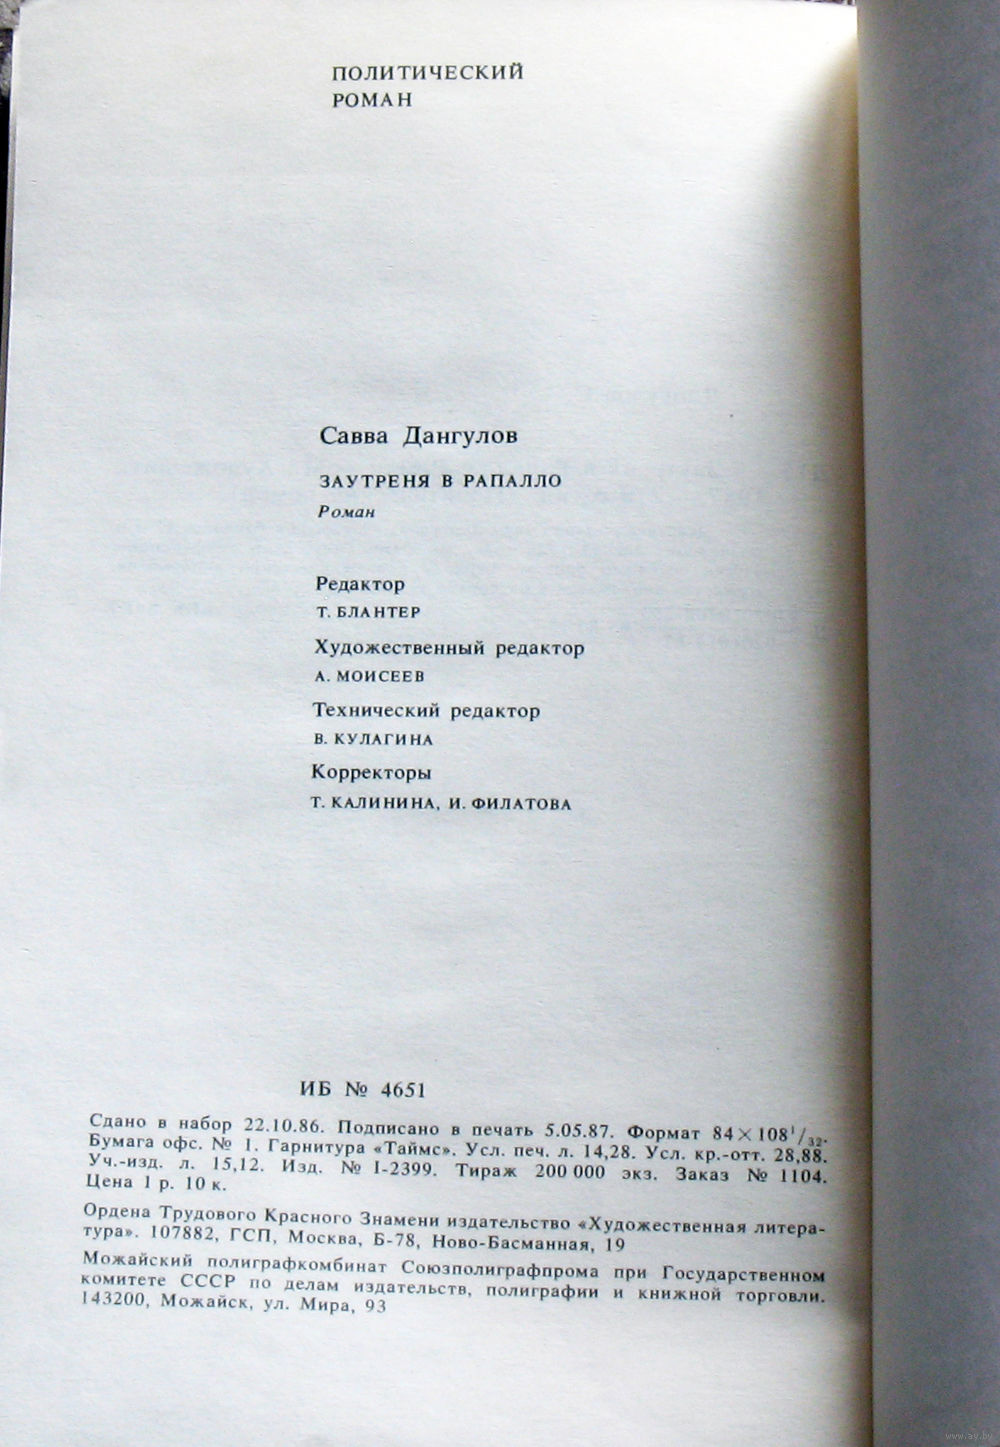 ПОЛИТИЧЕСКИЙ
РОМАН
Савва Дангулов
ЗАУТРЕНЯ В РАПАЛЛО
Роман
Редактор
Т. БЛАНТЕР
Художественный редактор
А. МОИСЕЕВ
Технический редактор
В. КУЛАГИНА
Корректоры
Т. КАЛИНИНА, И. ФИЛАТОВА
ИБ № 4651
Сдано в набор 22.10.86. Подписано в печать 5.05.87. Формат 84×108¹/₃₂.
Бумага офс. № 1. Гарнитура «Таймс». Усл. печ. л. 14,28. Усл. кр.-отт. 28,88.
Уч.-изд. л. 15,12. Изд. № I-2399. Тираж 200 000 экз. Заказ № 1104.
Цена 1 р. 10 к.
Ордена Трудового Красного Знамени издательство «Художественная литера-
тура». 107882, ГСП, Москва, Б-78, Ново-Басманная, 19
Можайский полиграфкомбинат Союзполиграфпрома при Государственном
комитете СССР по делам издательств, полиграфии и книжной торговли.
143200, Можайск, ул. Мира, 93
www.ay.by